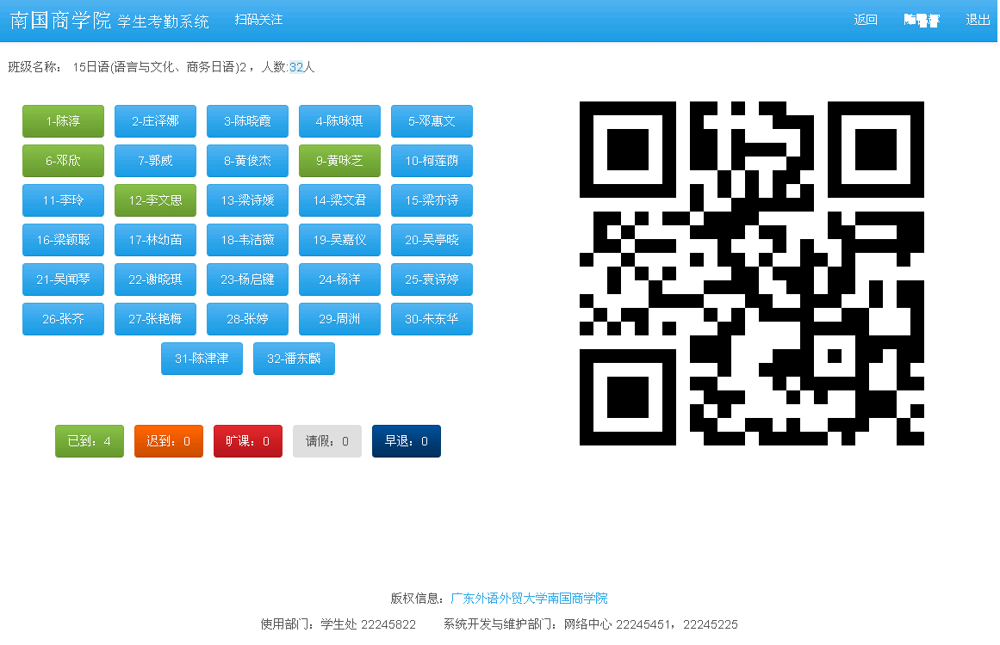 南国商学院 学生考勤系统 扫码关注 返回 退出
班级名称： 15日语(语言与文化、商务日语)2 ，人数:32人
1-陈淳 2-庄泽娜 3-陈晓霞 4-陈咏琪 5-邓惠文
6-邓欣 7-郭威 8-黄俊杰 9-黄咏芝 10-柯莲荫
11-李玲 12-李文思 13-梁诗媛 14-梁文君 15-梁亦诗
16-梁颖聪 17-林幼苗 18-韦洁薇 19-吴嘉仪 20-吴亭晓
21-吴闻琴 22-谢晓琪 23-杨启键 24-杨洋 25-袁诗婷
26-张齐 27-张艳梅 28-张婷 29-周洲 30-朱东华
31-陈津津 32-潘东麟
已到：4 迟到：0 旷课：0 请假：0 早退：0
版权信息：广东外语外贸大学南国商学院
使用部门：学生处 22245822 系统开发与维护部门：网络中心 22245451，22245225